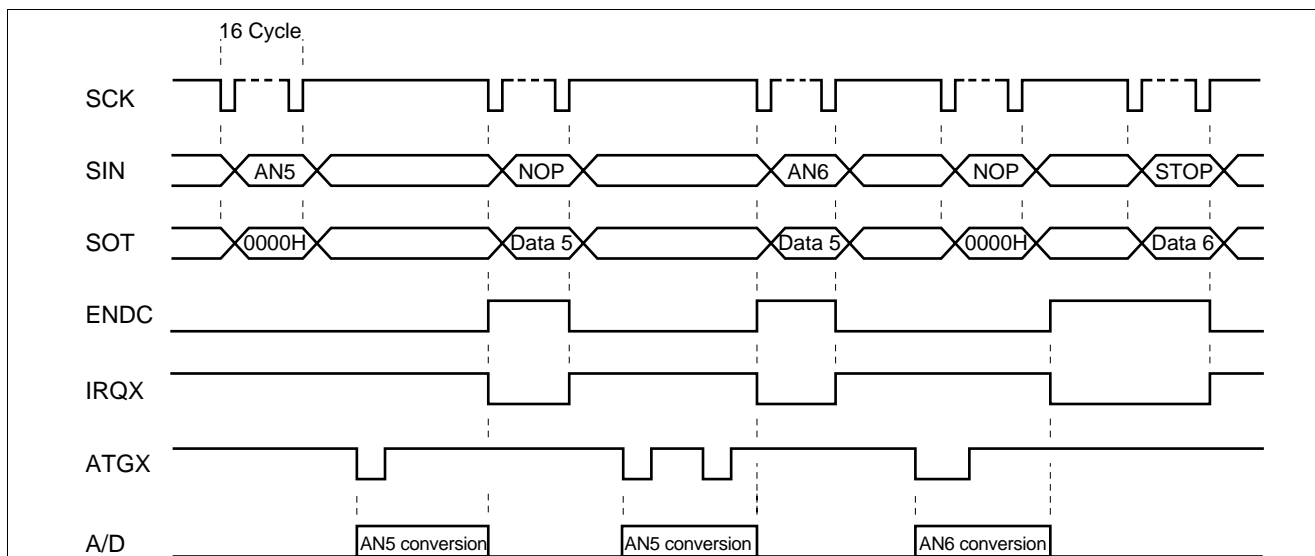 16 Cycle
SCK
SIN AN5 NOP AN6 NOP STOP
SOT 0000H Data 5 Data 5 0000H Data 6
ENDC
IRQX
ATGX
A/D AN5 conversion AN5 conversion AN6 conversion